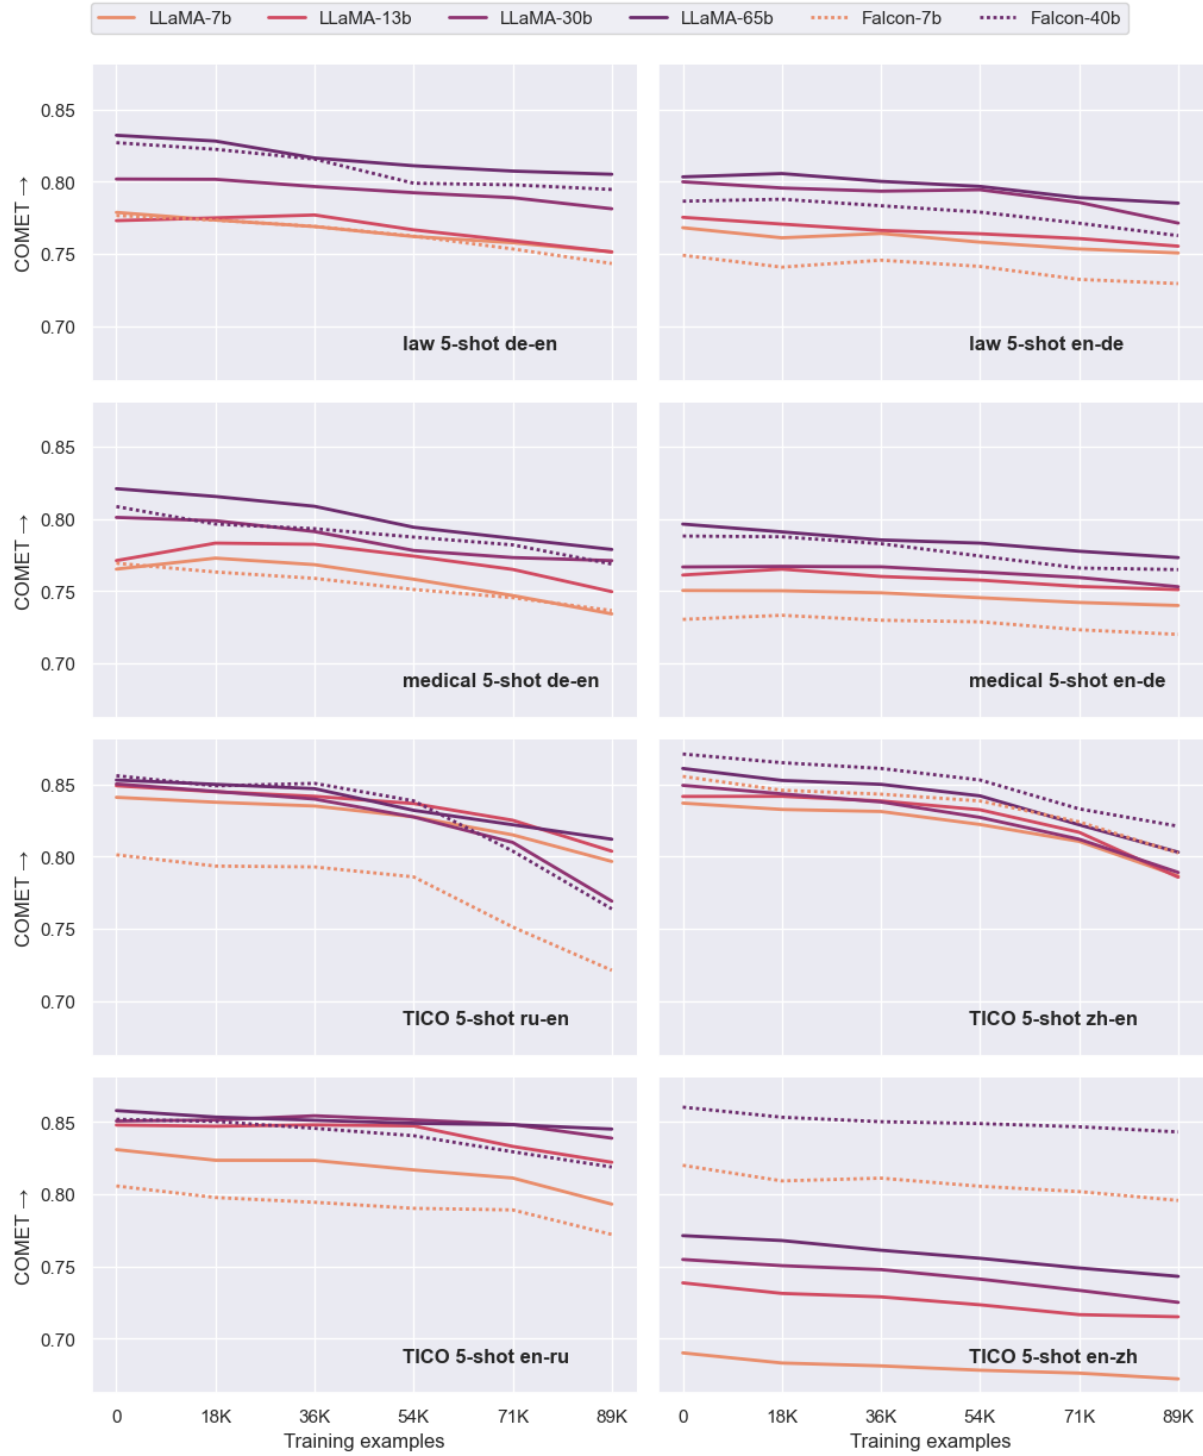 LLaMA-7b LLaMA-13b LLaMA-30b LLaMA-65b Falcon-7b Falcon-40b
COMET →
0.85
0.80
0.75
0.70
law 5-shot de-en
law 5-shot en-de
COMET →
0.85
0.80
0.75
0.70
medical 5-shot de-en
medical 5-shot en-de
COMET →
0.85
0.80
0.75
0.70
TICO 5-shot ru-en
TICO 5-shot zh-en
COMET →
0.85
0.80
0.75
0.70
TICO 5-shot en-ru
TICO 5-shot en-zh
0 18K 36K 54K 71K 89K
0 18K 36K 54K 71K 89K
Training examples
Training examples